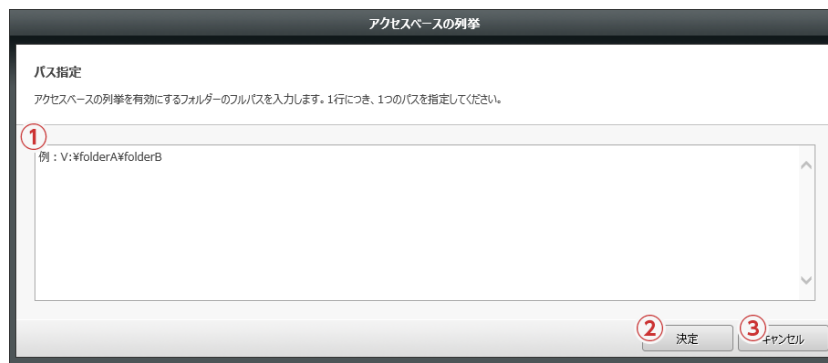 アクセスベースの列挙
パス指定
アクセスベースの列挙を有効にするフォルダーのフルパスを入力します。1行につき、1つのパスを指定してください。
①
例：V:¥folderA¥folderB
② 決定
③ キャンセル